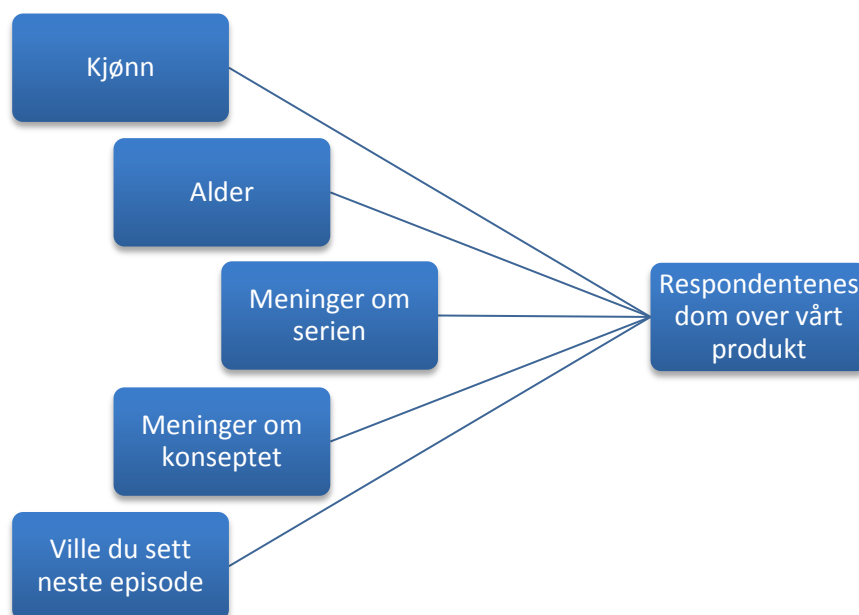 Kjønn
Alder
Meninger om
serien
Respondentenes
dom over vårt
produkt
Meninger om
konseptet
Ville du sett
neste episode